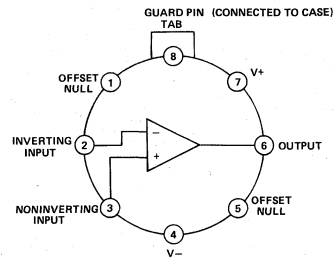 GUARD PIN (CONNECTED TO CASE)
TAB
8
OFFSET
NULL
1
7
V+
INVERTING
INPUT
2
−
+
6
OUTPUT
NONINVERTING
INPUT
3
5
OFFSET
NULL
4
V−